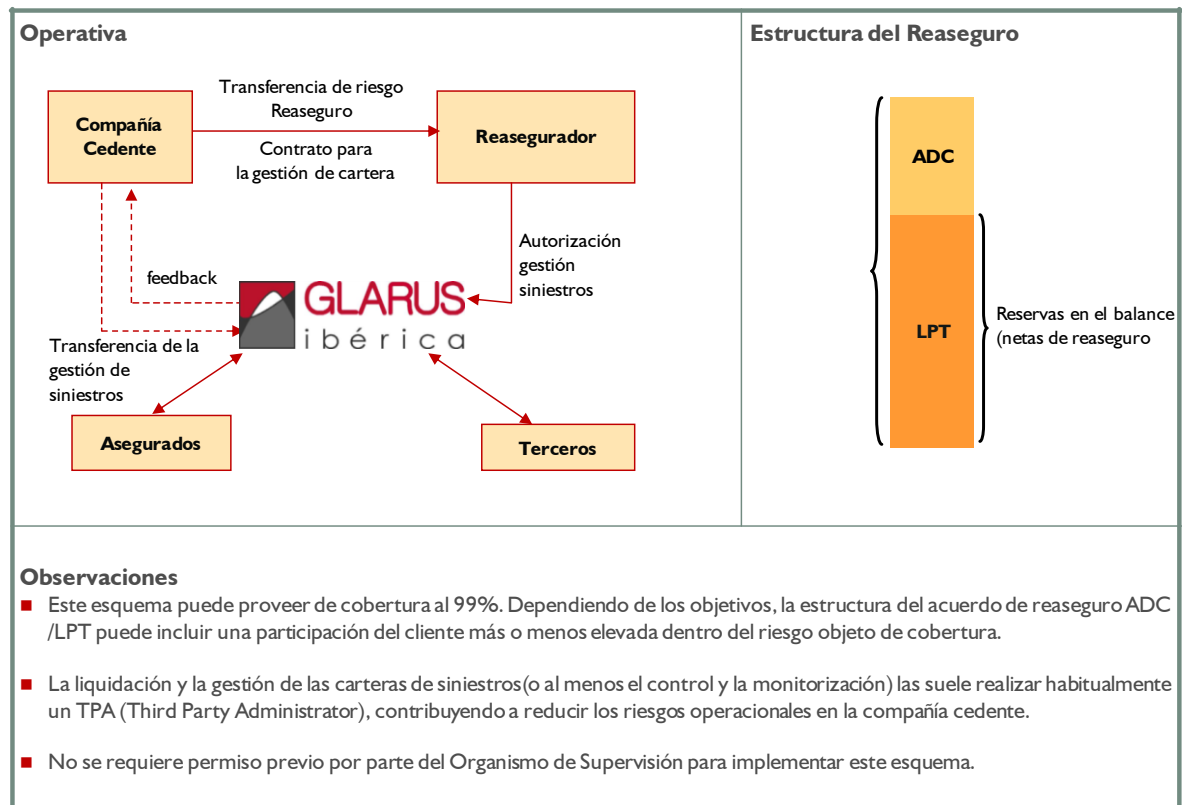 Operativa
Transferencia de riesgo
Reaseguro
Compañía
Cedente
Reasegurador
Contrato para
la gestión de cartera
Autorización
gestión
siniestros
feedback
GLARUS
ibérica
Transferencia de la
gestión de
siniestros
Asegurados
Terceros
Estructura del Reaseguro
ADC
LPT
Reservas en el balance
(netas de reaseguro
Observaciones
Este esquema puede proveer de cobertura al 99%. Dependiendo de los objetivos, la estructura del acuerdo de reaseguro ADC
/LPT puede incluir una participación del cliente más o menos elevada dentro del riesgo objeto de cobertura.
La liquidación y la gestión de las carteras de siniestros(o al menos el control y la monitorización) las suele realizar habitualmente
un TPA (Third Party Administrator), contribuyendo a reducir los riesgos operacionales en la compañía cedente.
No se requiere permiso previo por parte del Organismo de Supervisión para implementar este esquema.